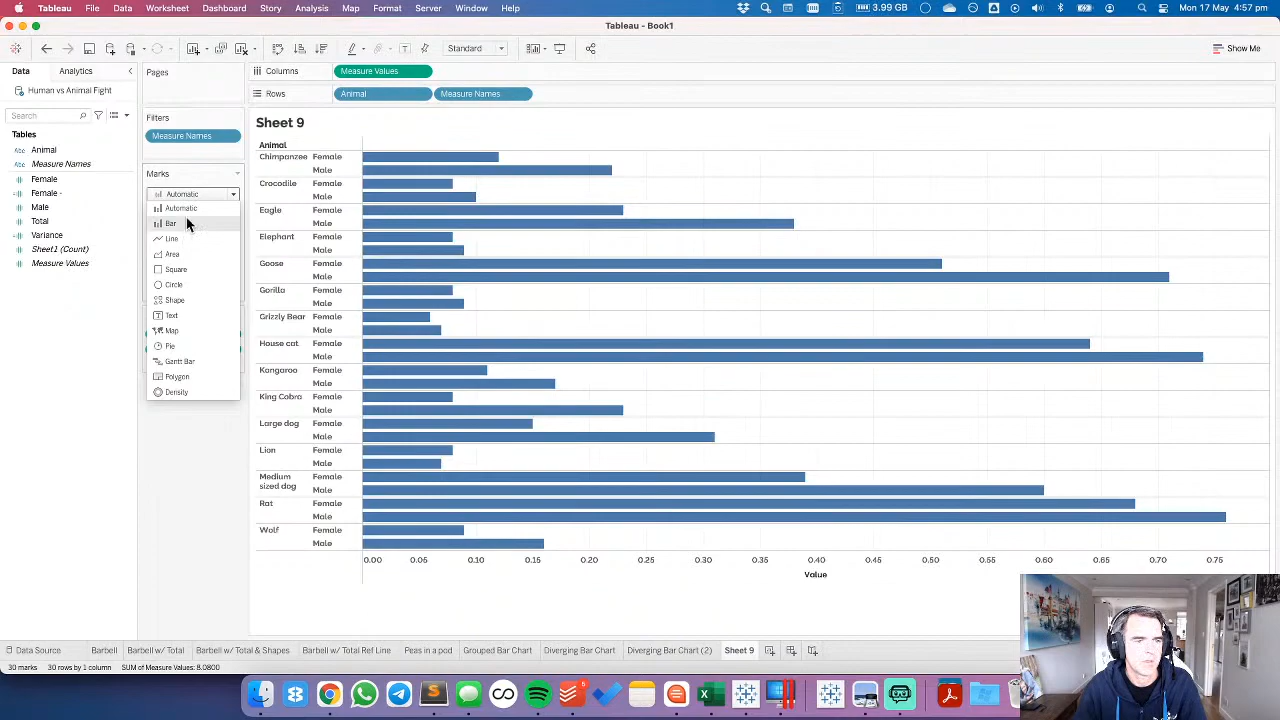 Tableau File Data Worksheet Dashboard Story Analysis Map Format Server Window Help
3.99 GB
Mon 17 May 4:57 pm
Tableau - Book1
Standard
Show Me
Data Analytics
Human vs Animal Fight
Search
Tables
Abc Animal
Abc Measure Names
Female
Female -
Male
Total
Variance
Sheet1 (Count)
Measure Values
Pages
Filters
Measure Names
Marks
Automatic
Automatic
Bar
Line
Area
Square
Circle
Shape
Text
Map
Pie
Gantt Bar
Polygon
Density
Columns Measure Values
Rows Animal Measure Names
Sheet 9
Animal
Chimpanzee Female
Male
Crocodile Female
Male
Eagle Female
Male
Elephant Female
Male
Goose Female
Male
Gorilla Female
Male
Grizzly Bear Female
Male
House cat Female
Male
Kangaroo Female
Male
King Cobra Female
Male
Large dog Female
Male
Lion Female
Male
Medium sized dog Female
Male
Rat Female
Male
Wolf Female
Male
0.00 0.05 0.10 0.15 0.20 0.25 0.30 0.35 0.40 0.45 0.50 0.55 0.60 0.65 0.70 0.75
Value
Data Source Barbell Barbell w/ Total Barbell w/ Total & Shapes Barbell w/ Total Ref Line Peas in a pod Grouped Bar Chart Diverging Bar Chart Diverging Bar Chart (2) Sheet 9
30 marks 30 rows by 1 column SUM of Measure Values: 8.0800